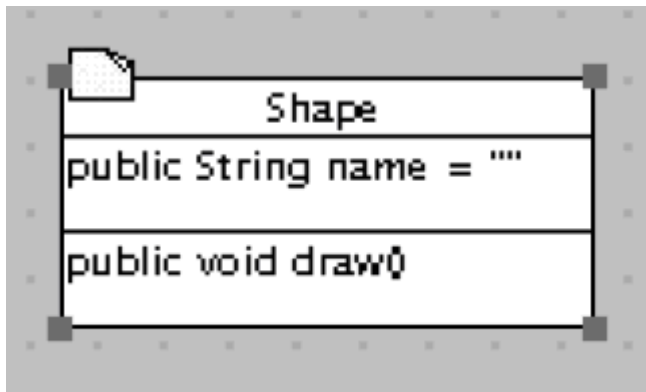 Shape
public String name = ""
public void draw()